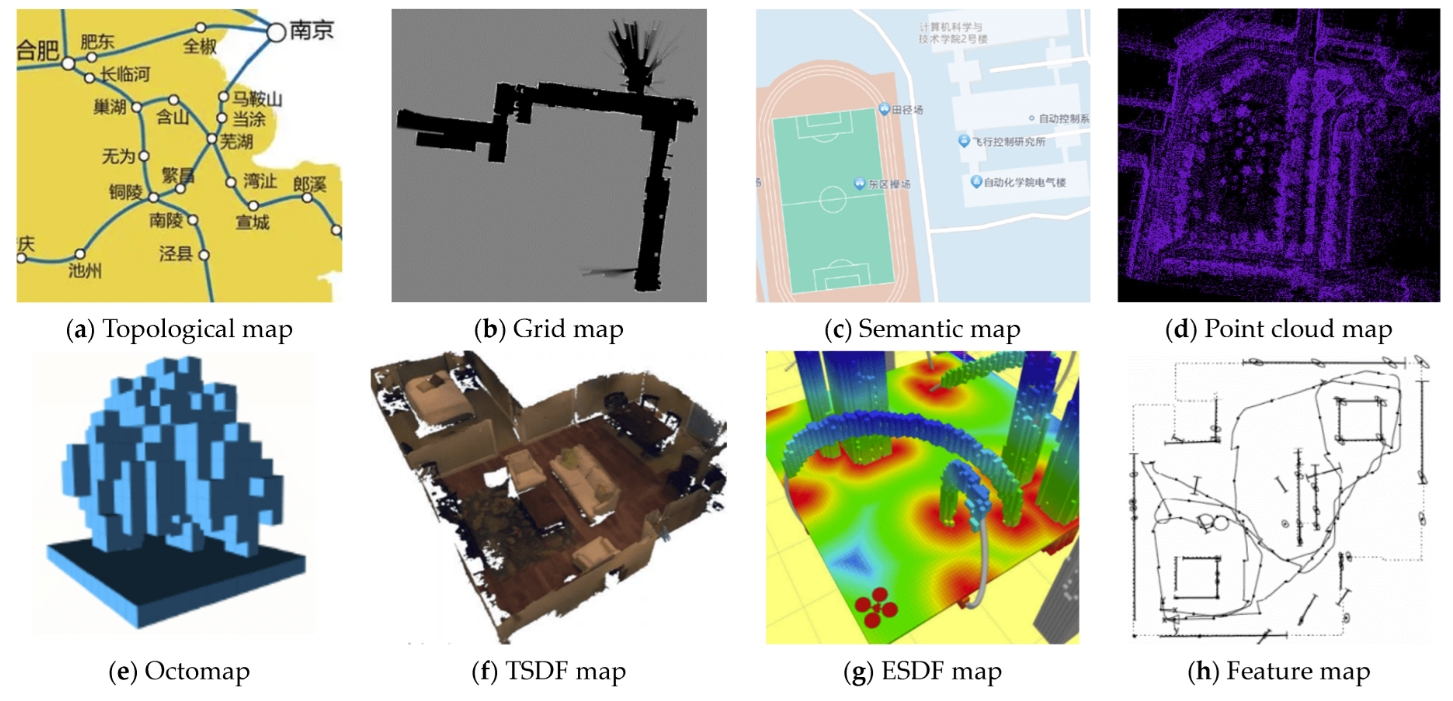 南京
合肥
肥东
全椒
长临河
巢湖
含山
马鞍山
当涂
芜湖
无为
繁昌
铜陵
湾沚
郎溪
南陵
宣城
庆
泾县
池州
计算机科学与
技术学院2号楼
田径场
自动控制系
飞行控制研究所
场
东区操场
自动化学院电气楼
(a) Topological map
(b) Grid map
(c) Semantic map
(d) Point cloud map
(e) Octomap
(f) TSDF map
(g) ESDF map
(h) Feature map